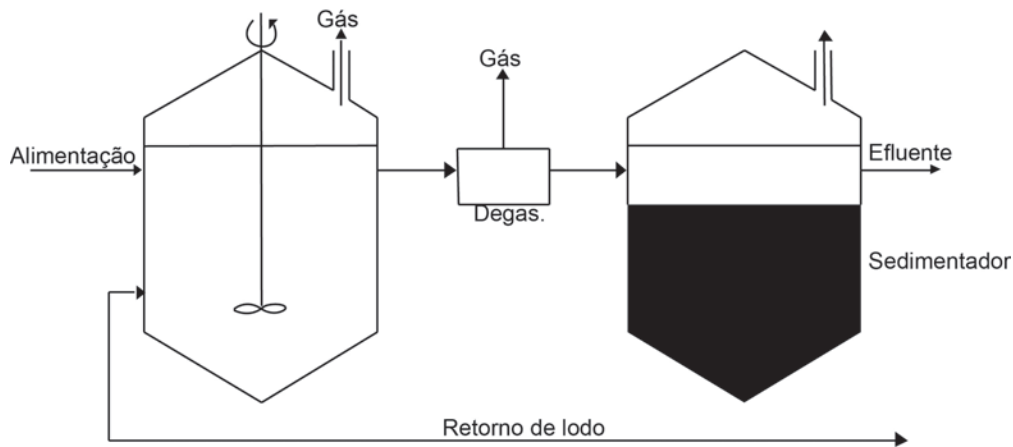 Gás
Gás
Alimentação
Efluente
Degas.
Sedimentador
Retorno de lodo